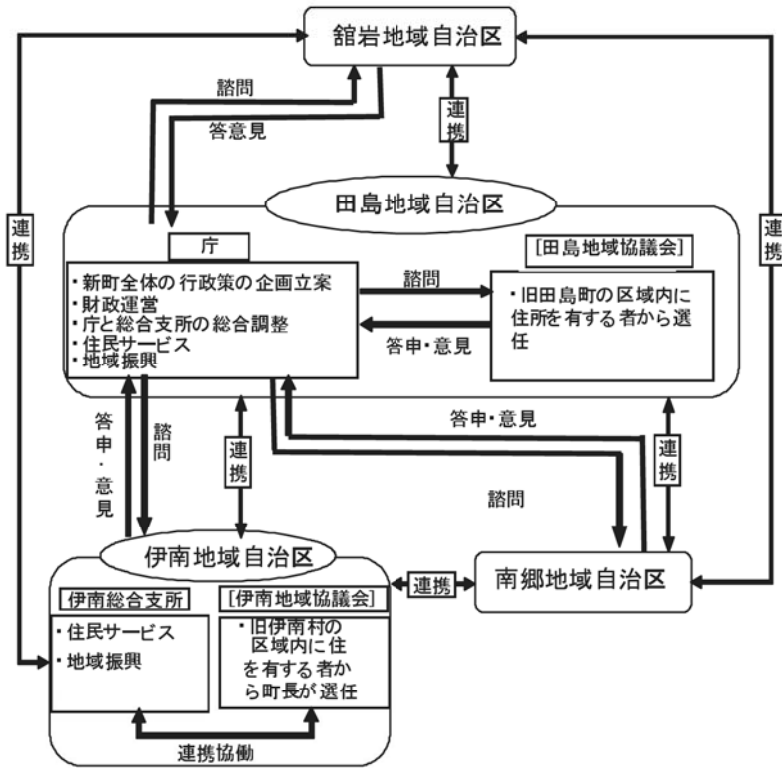 舘岩地域自治区
諮問
答意見
連携
連携
連携
田島地域自治区
庁
・新町全体の行政策の企画立案
・財政運営
・庁と総合支所の総合調整
・住民サービス
・地域振興
諮問
答申・意見
[田島地域協議会]
・旧田島町の区域内に
住所を有する者から選
任
答申・意見
諮問
連携
答申・意見
諮問
連携
伊南地域自治区
伊南総合支所
・住民サービス
・地域振興
[伊南地域協議会]
・旧伊南村の
区域内に住
を有する者か
ら町長が選任
連携協働
連携
南郷地域自治区